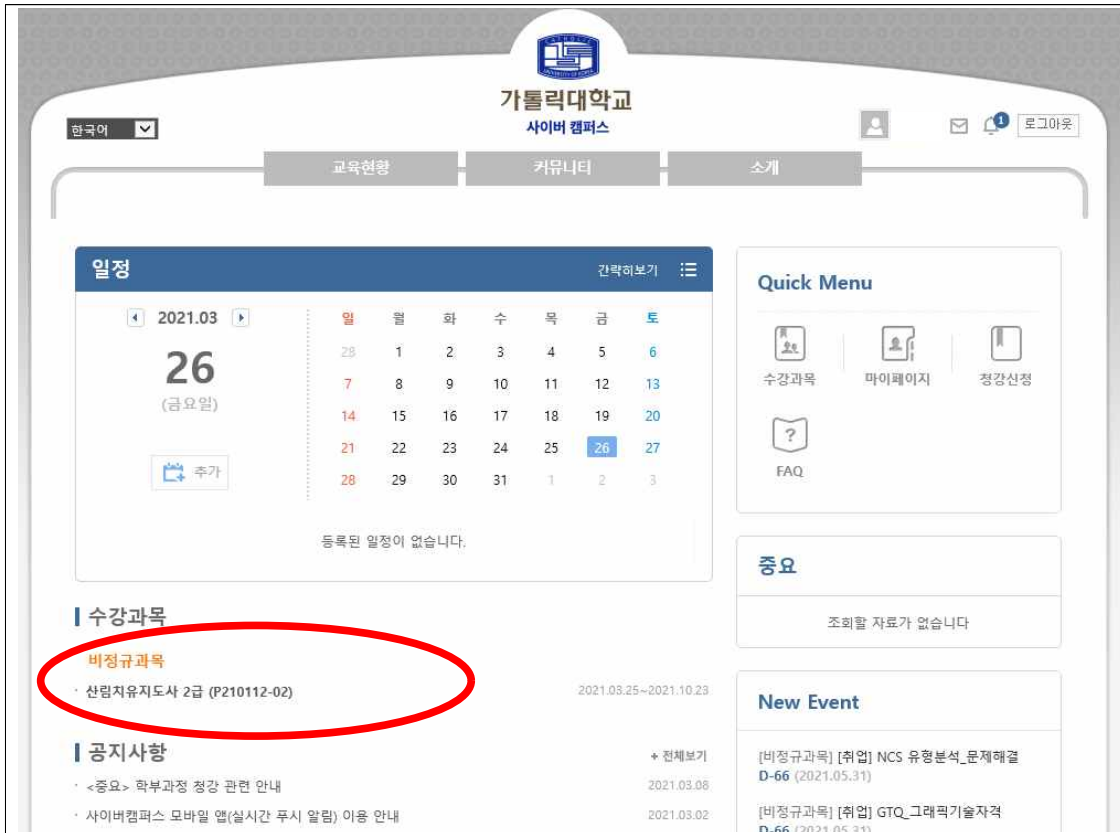 CATHOLIC
UNIVERSITY OF KOREA
가톨릭대학교
사이버 캠퍼스
한국어
1
로그아웃
교육현황 커뮤니티 소개
일정 간략히보기
2021.03
26
(금요일)
추가
일 월 화 수 목 금 토
28 1 2 3 4 5 6
7 8 9 10 11 12 13
14 15 16 17 18 19 20
21 22 23 24 25 26 27
28 29 30 31 1 2 3
등록된 일정이 없습니다.
Quick Menu
수강과목 마이페이지 청강신청
?
FAQ
중요
조회할 자료가 없습니다
수강과목
비정규과목
· 산림치유지도사 2급 (P210112-02) 2021.03.25~2021.10.23
공지사항 + 전체보기
· <중요> 학부과정 청강 관련 안내 2021.03.08
· 사이버캠퍼스 모바일 앱(실시간 푸시 알림) 이용 안내 2021.03.02
New Event
[비정규과목] [취업] NCS 유형분석_문제해결
D-66 (2021.05.31)
[비정규과목] [취업] GTQ_그래픽기술자격
D-66 (2021.05.31)